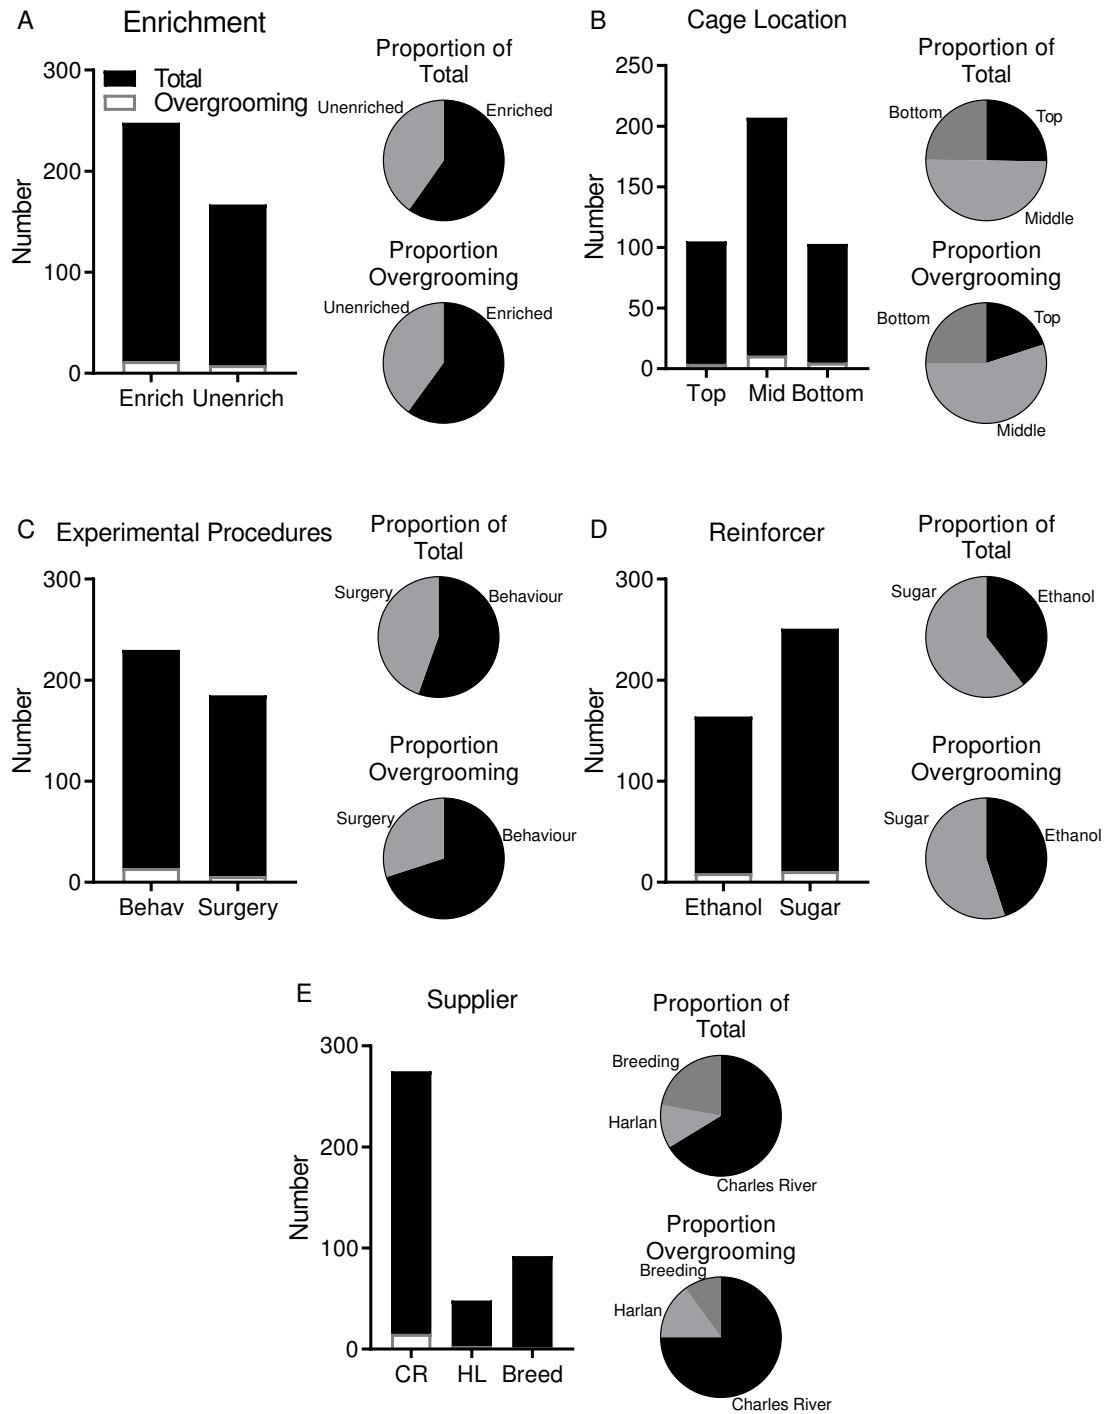 A
Enrichment
300
200
100
0
Number
Total
Overgrooming
Enrich Unenrich
Proportion of
Total
Unenriched
Enriched
Proportion
Overgrooming
Unenriched
Enriched
B
Cage Location
250
200
150
100
50
0
Number
Top Mid Bottom
Proportion of
Total
Bottom
Top
Middle
Proportion
Overgrooming
Bottom
Top
Middle
C
Experimental Procedures
300
200
100
0
Number
Behav Surgery
Proportion of
Total
Surgery
Behaviour
Proportion
Overgrooming
Surgery
Behaviour
D
Reinforcer
300
200
100
0
Number
Ethanol Sugar
Proportion of
Total
Sugar
Ethanol
Proportion
Overgrooming
Sugar
Ethanol
E
Supplier
300
200
100
0
Number
CR HL Breed
Proportion of
Total
Breeding
Harlan
Charles River
Proportion
Overgrooming
Breeding
Harlan
Charles River